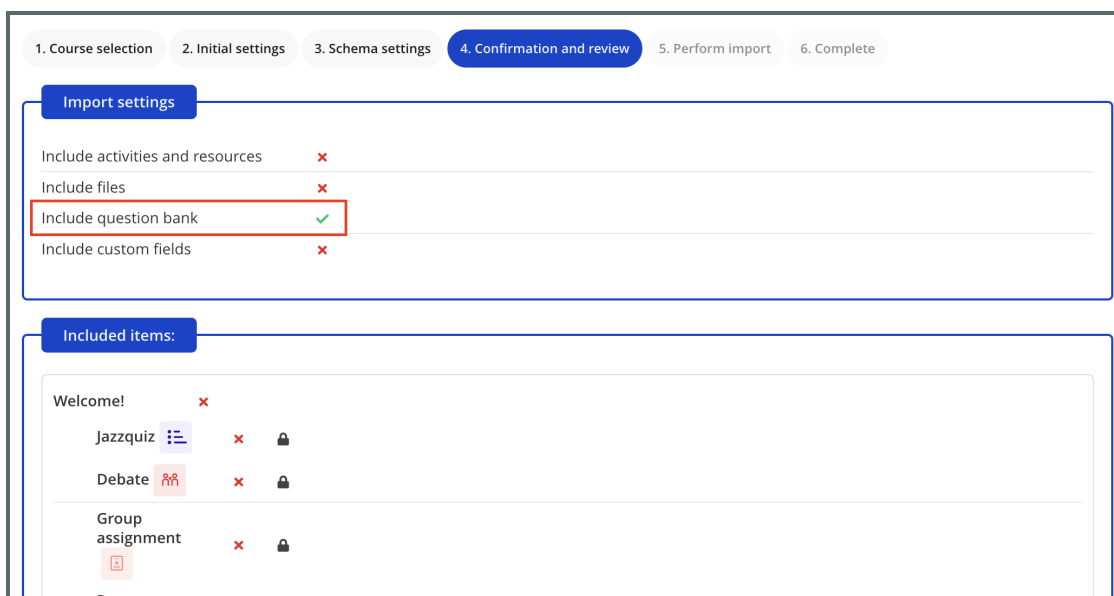 1. Course selection 2. Initial settings 3. Schema settings 4. Confirmation and review 5. Perform import 6. Complete
Import settings
Include activities and resources
Include files
Include question bank
Include custom fields
Included items:
Welcome!
Jazzquiz
Debate
Group
assignment